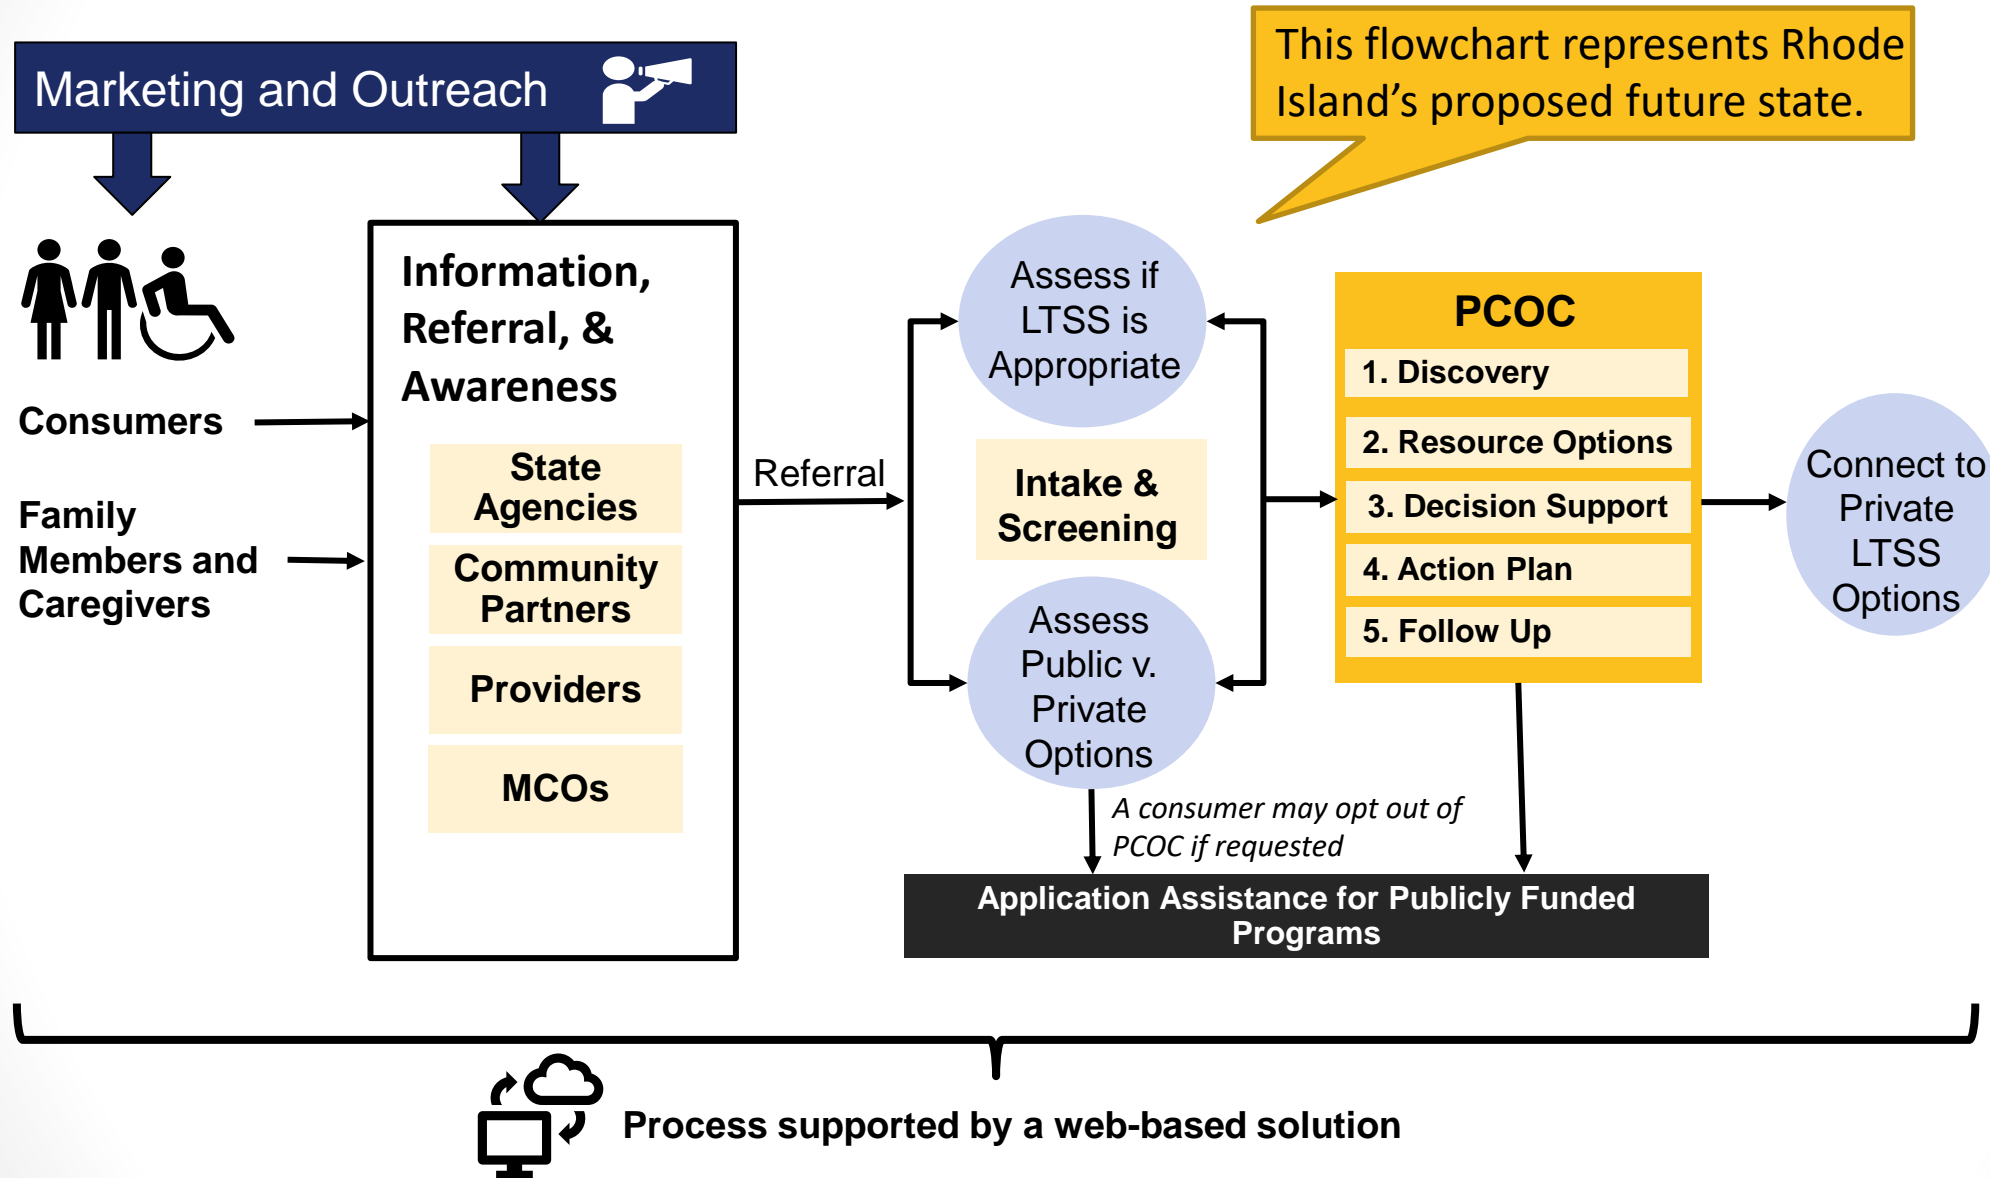 Marketing and Outreach
This flowchart represents Rhode
Island’s proposed future state.
Consumers
Family
Members and
Caregivers
Information,
Referral, &
Awareness
State
Agencies
Community
Partners
Providers
MCOs
Referral
Assess if
LTSS is
Appropriate
Intake &
Screening
Assess
Public v.
Private
Options
A consumer may opt out of
PCOC if requested
PCOC
1. Discovery
2. Resource Options
3. Decision Support
4. Action Plan
5. Follow Up
Connect to
Private
LTSS
Options
Application Assistance for Publicly Funded
Programs
Process supported by a web-based solution